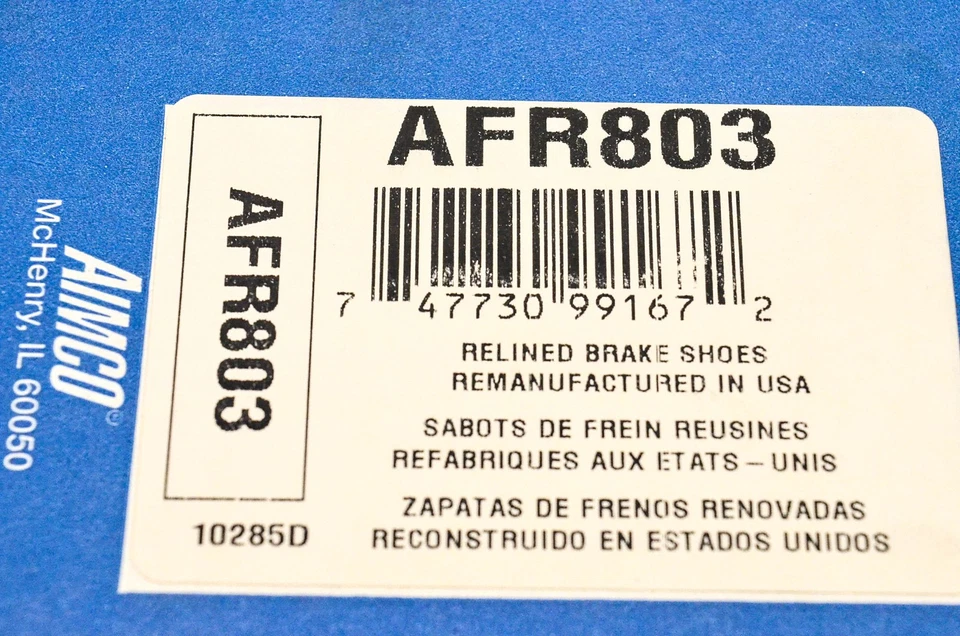 AFR803
AFR803
7 47730 99167 2
RELINED BRAKE SHOES
REMANUFACTURED IN USA
SABOTS DE FREIN REUSINES
REFABRIQUES AUX ETATS – UNIS
ZAPATAS DE FRENOS RENOVADAS
RECONSTRUIDO EN ESTADOS UNIDOS
10285D
AIMCO®
McHenry, IL 60050